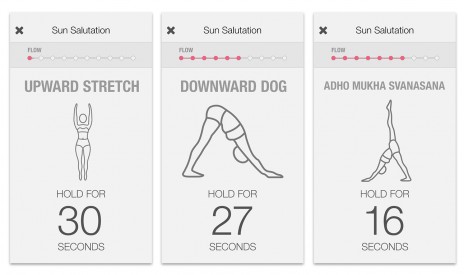 Sun Salutation
FLOW
UPWARD STRETCH
HOLD FOR
30
SECONDS
Sun Salutation
FLOW
DOWNWARD DOG
HOLD FOR
27
SECONDS
Sun Salutation
FLOW
ADHO MUKHA SVANASANA
HOLD FOR
16
SECONDS